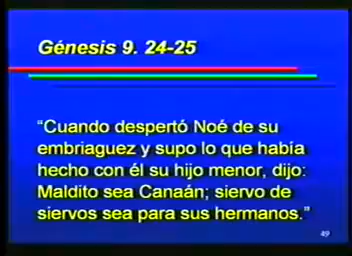 Génesis 9. 24-25
“Cuando despertó Noé de su
embriaguez y supo lo que había
hecho con él su hijo menor, dijo:
Maldito sea Canaán; siervo de
siervos sea para sus hermanos.”
49